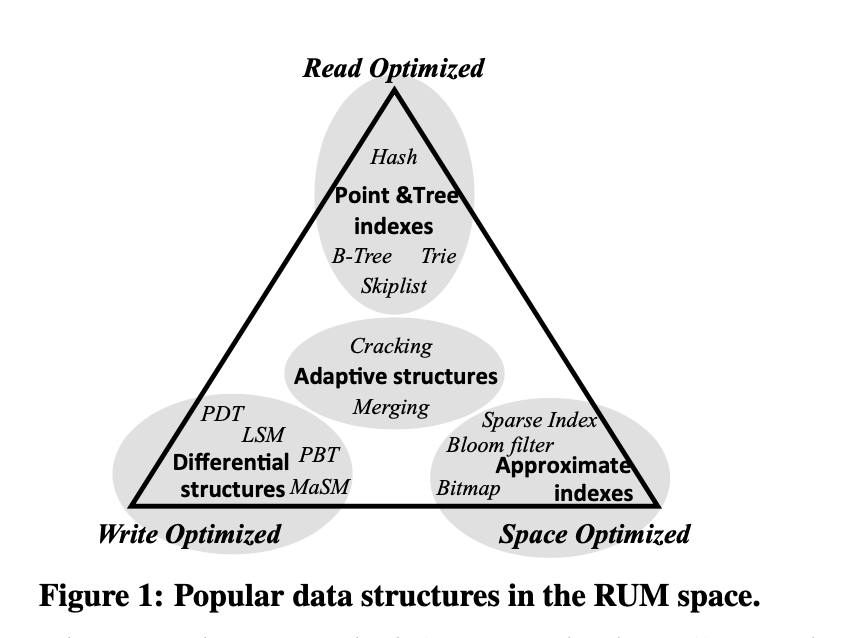 Read Optimized
Hash
Point &Tree
indexes
B-Tree Trie
Skiplist
Cracking
Adaptive structures
Merging
PDT
LSM
PBT
Differential
structures
MaSM
Sparse Index
Bloom filter
Approximate
Bitmap
indexes
Write Optimized
Space Optimized
Figure 1: Popular data structures in the RUM space.